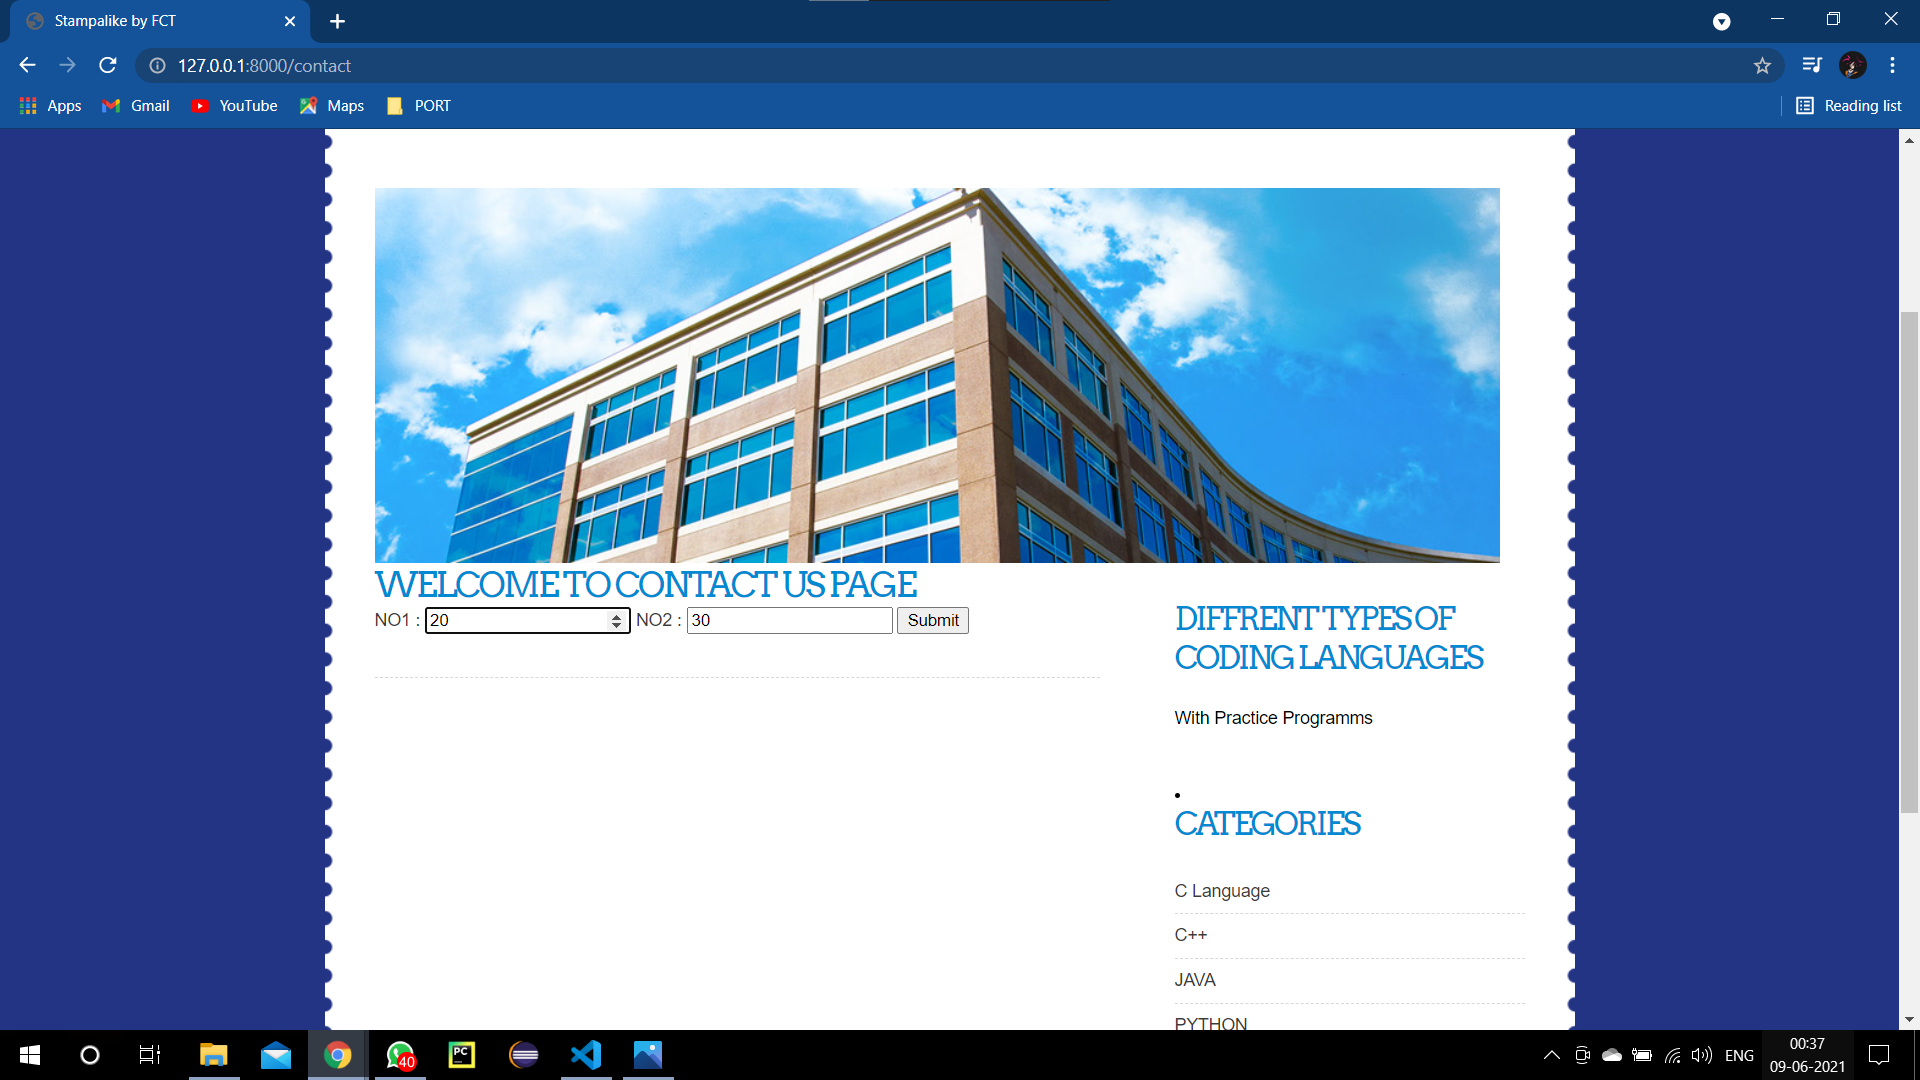 Stampalike by FCT
127.0.0.1:8000/contact
Apps
Gmail
YouTube
Maps
PORT
Reading list
WELCOME TO CONTACT US PAGE
NO1 : 20 NO2 : 30 Submit
DIFFRENT TYPES OF
CODING LANGUAGES
With Practice Programms
CATEGORIES
C Language
C++
JAVA
PYTHON
PC
40
ENG
00:37
09-06-2021